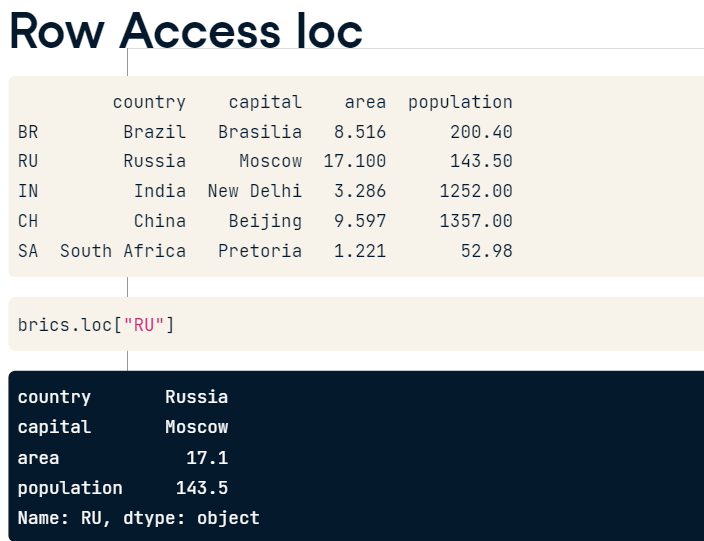 Row Access loc
         country    capital    area  population
BR        Brazil   Brasilia   8.516      200.40
RU        Russia     Moscow  17.100      143.50
IN         India  New Delhi   3.286     1252.00
CH         China    Beijing   9.597     1357.00
SA  South Africa   Pretoria   1.221       52.98
brics.loc["RU"]
country       Russia
capital       Moscow
area            17.1
population     143.5
Name: RU, dtype: object